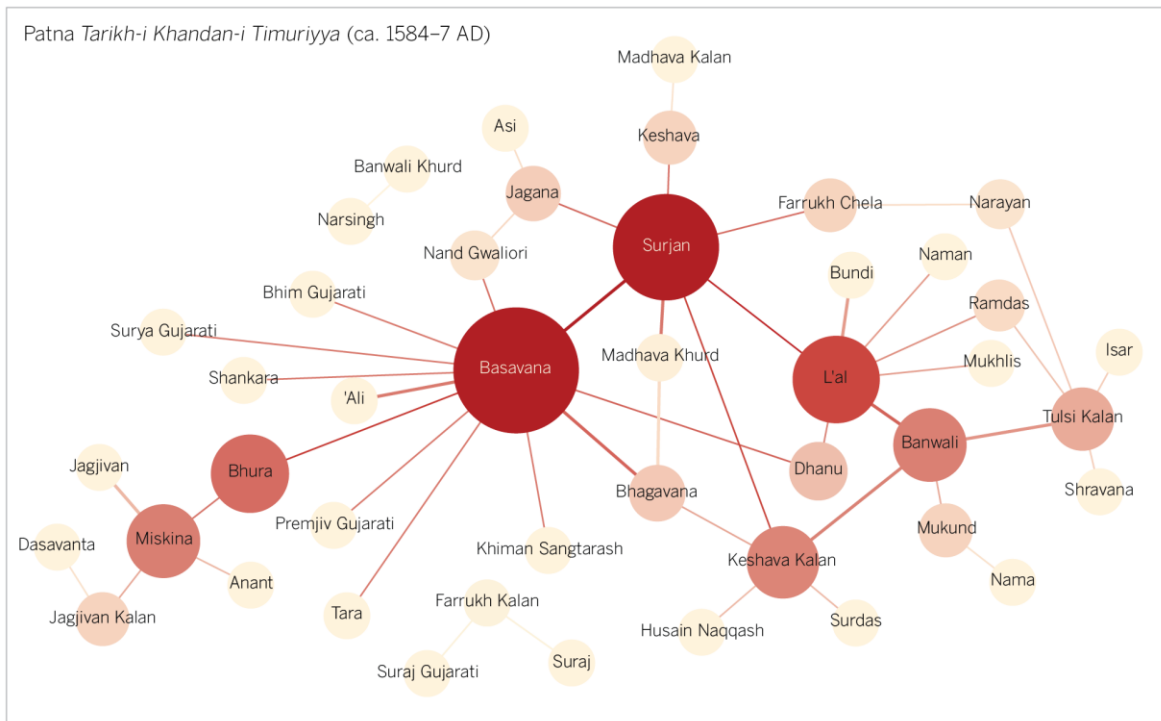 Patna Tarikh-i Khandan-i Timuriyya (ca. 1584–7 AD)
Madhava Kalan
Asi
Keshava
Banwali Khurd
Jagana
Farrukh Chela
Narayan
Narsingh
Surjan
Nand Gwaliori
Bundi
Naman
Bhim Gujarati
Ramdas
Surya Gujarati
Madhava Khurd
Isar
Shankara
Basavana
L'al
Mukhlis
'Ali
Tulsi Kalan
Banwali
Jagjivan
Bhura
Dhanu
Bhagavana
Shravana
Premjiv Gujarati
Mukund
Dasavanta
Miskina
Khiman Sangtarash
Keshava Kalan
Anant
Nama
Farrukh Kalan
Jagjivan Kalan
Tara
Husain Naqqash
Surdas
Suraj Gujarati
Suraj